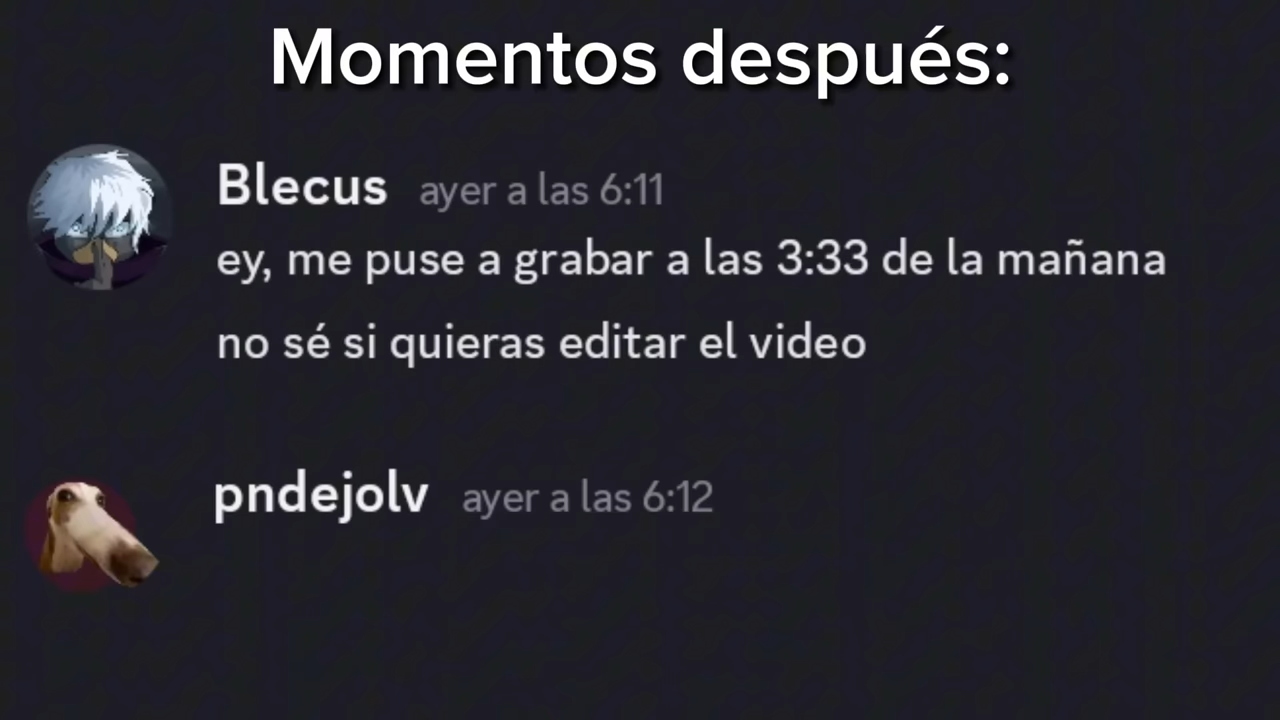 Momentos después:
Blecus ayer a las 6:11
ey, me puse a grabar a las 3:33 de la mañana
no sé si quieras editar el video
pndejolv ayer a las 6:12